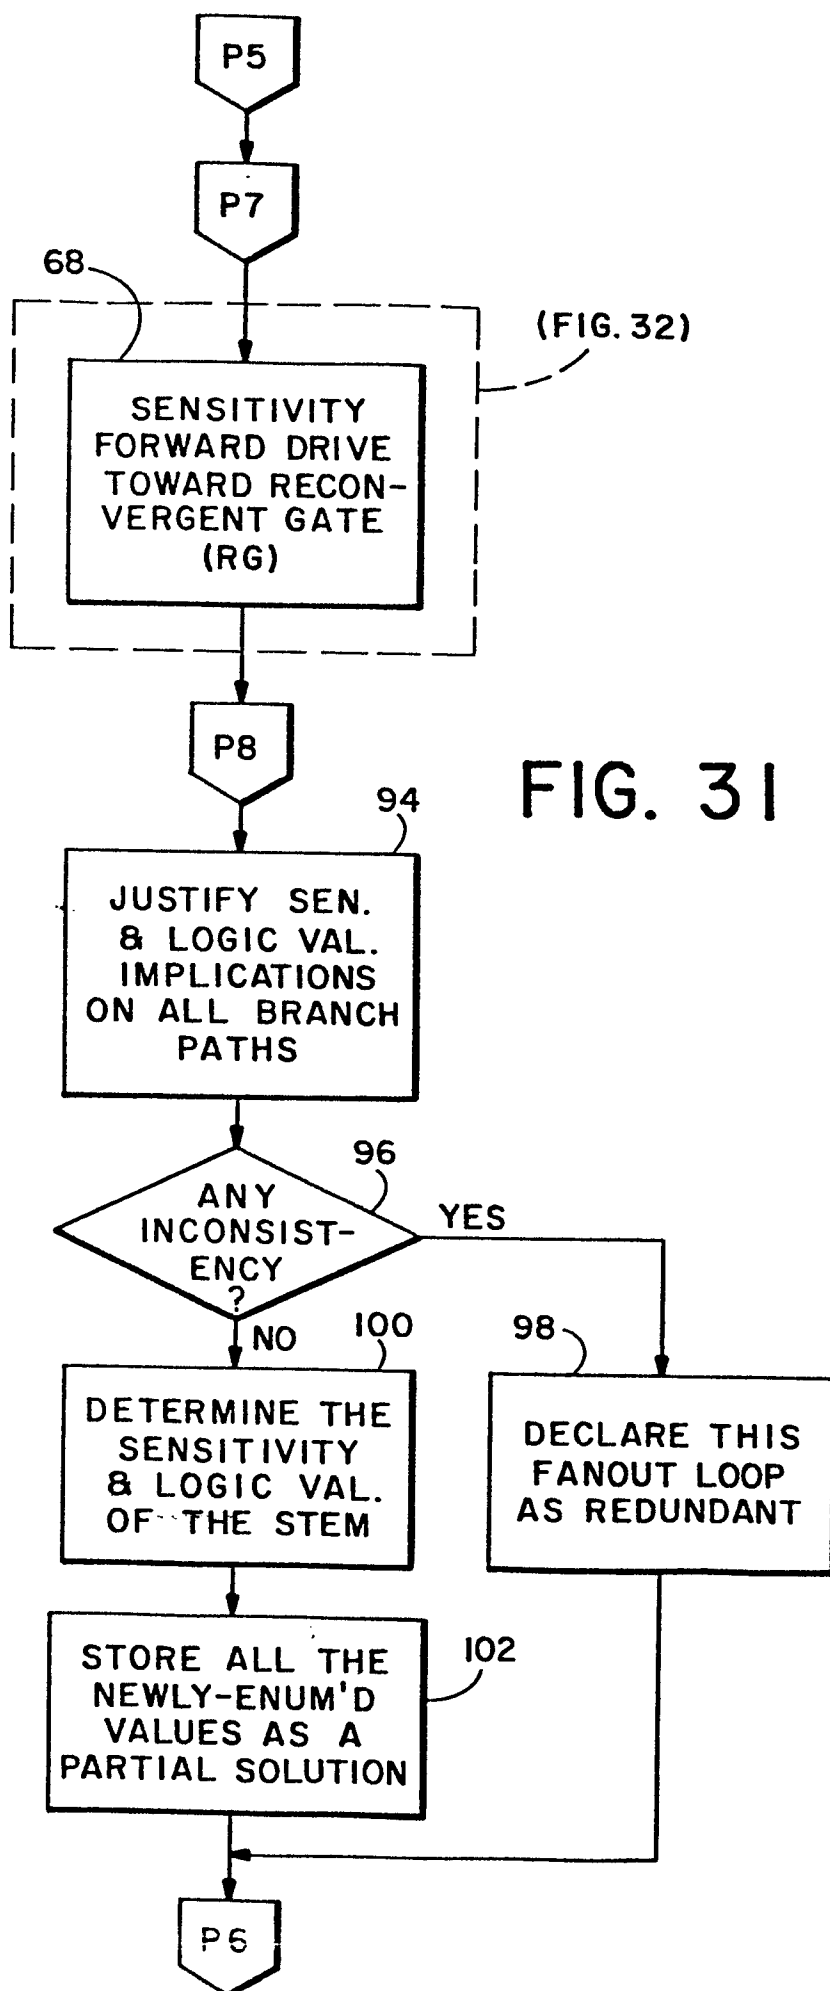 P5
P7
68
(FIG. 32)
SENSITIVITY
FORWARD DRIVE
TOWARD RECON-
VERGENT GATE
(RG)
P8
FIG. 31
94
JUSTIFY SEN.
& LOGIC VAL.
IMPLICATIONS
ON ALL BRANCH
PATHS
96
ANY
INCONSIST-
ENCY
?
YES
NO
100
98
DETERMINE THE
SENSITIVITY
& LOGIC VAL.
OF THE STEM
DECLARE THIS
FANOUT LOOP
AS REDUNDANT
102
STORE ALL THE
NEWLY-ENUM'D
VALUES AS A
PARTIAL SOLUTION
P6